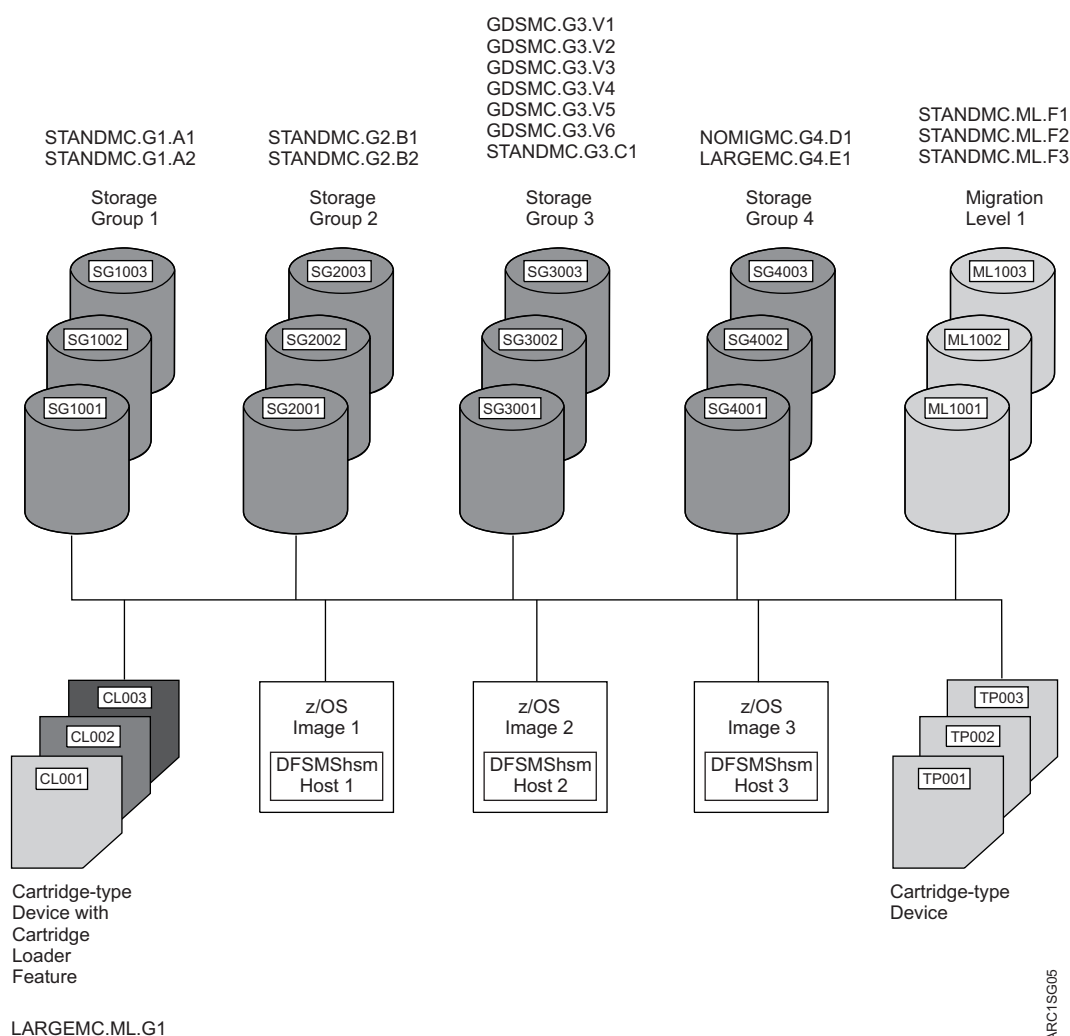 GDSMC.G3.V1
GDSMC.G3.V2
GDSMC.G3.V3
GDSMC.G3.V4
GDSMC.G3.V5
GDSMC.G3.V6
STANDMC.G3.C1
STANDMC.G1.A1
STANDMC.G1.A2
STANDMC.G2.B1
STANDMC.G2.B2
NOMIGMC.G4.D1
LARGEMC.G4.E1
STANDMC.ML.F1
STANDMC.ML.F2
STANDMC.ML.F3
Storage
Group 1
Storage
Group 2
Storage
Group 3
Storage
Group 4
Migration
Level 1
SG1003
SG1002
SG1001
SG2003
SG2002
SG2001
SG3003
SG3002
SG3001
SG4003
SG4002
SG4001
ML1003
ML1002
ML1001
CL003
CL002
CL001
z/OS
Image 1
DFSMShsm
Host 1
z/OS
Image 2
DFSMShsm
Host 2
z/OS
Image 3
DFSMShsm
Host 3
TP003
TP002
TP001
Cartridge-type
Device with
Cartridge
Loader
Feature
Cartridge-type
Device
LARGEMC.ML.G1
ARC1SG05